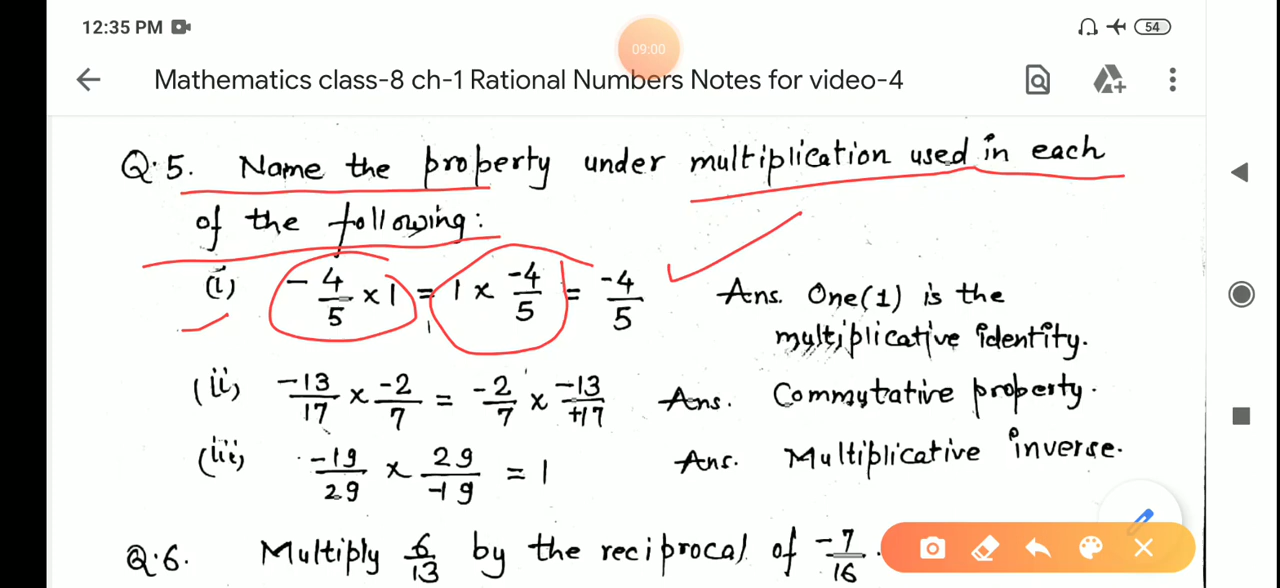 12:35 PM
54
09:00
Mathematics class-8 ch-1 Rational Numbers Notes for video-4
Q.5. Name the property under multiplication used in each
of the following:
(i) -4/5 × 1 = 1 × -4/5 = -4/5 Ans. One(1) is the
multiplicative identity.
(ii) -13/17 × -2/7 = -2/7 × -13/+17 Ans. Commutative property.
(iii) -19/29 × 29/-19 = 1 Ans. Multiplicative inverse.
Q.6. Multiply 6/13 by the reciprocal of -7/16.